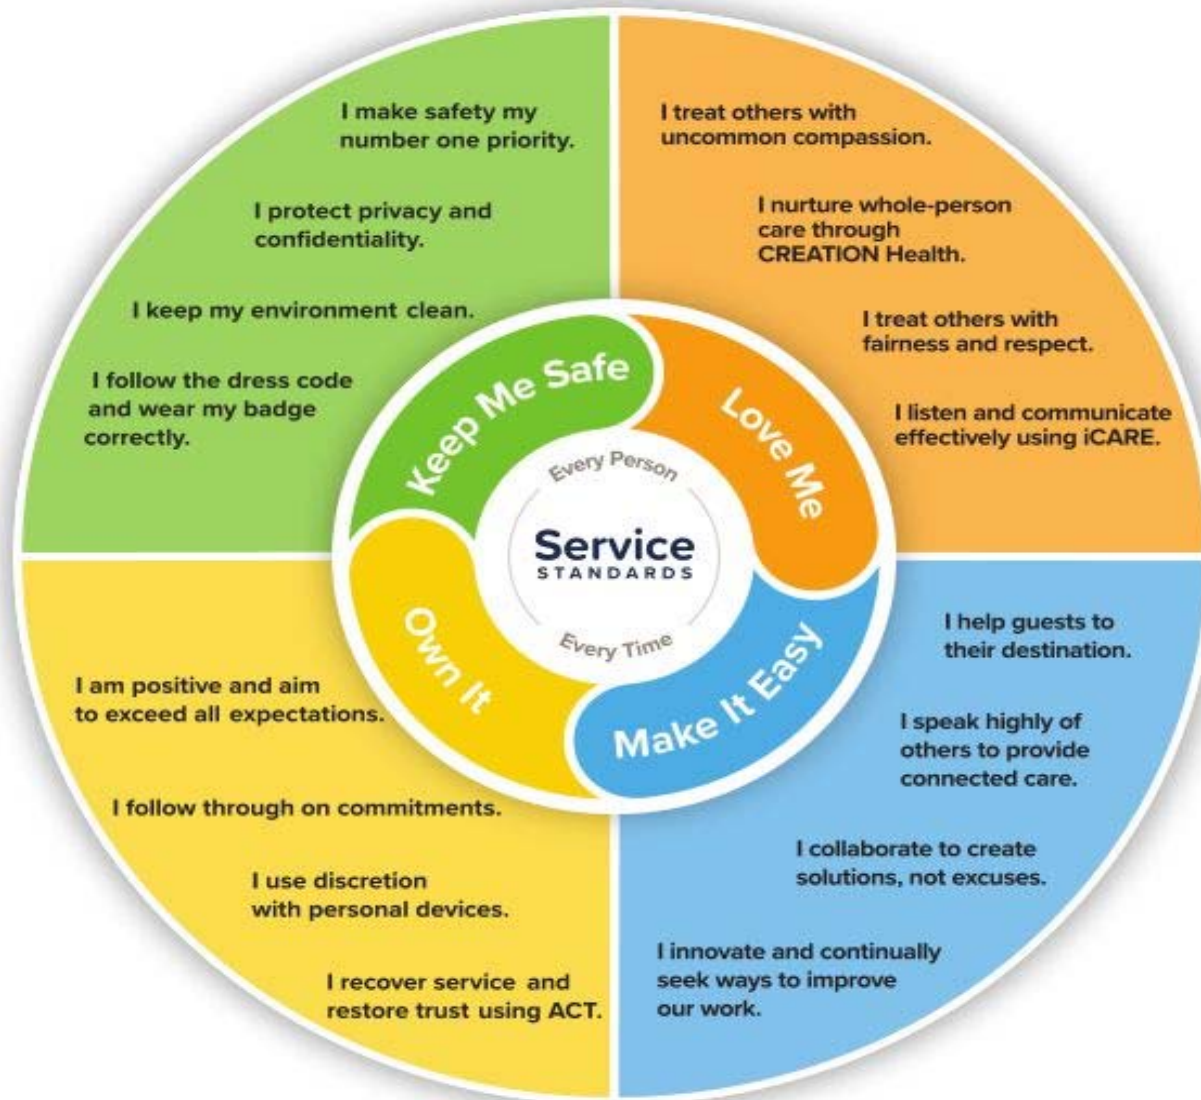 I make safety my
number one priority.
I protect privacy and
confidentiality.
I keep my environment clean.
I follow the dress code
and wear my badge
correctly.
I treat others with
uncommon compassion.
I nurture whole-person
care through
CREATION Health.
I treat others with
fairness and respect.
I listen and communicate
effectively using iCARE.
Keep Me Safe
Love Me
Every Person
Service
STANDARDS
Every Time
Own It
Make It Easy
I am positive and aim
to exceed all expectations.
I follow through on commitments.
I use discretion
with personal devices.
I recover service and
restore trust using ACT.
I help guests to
their destination.
I speak highly of
others to provide
connected care.
I collaborate to create
solutions, not excuses.
I innovate and continually
seek ways to improve
our work.